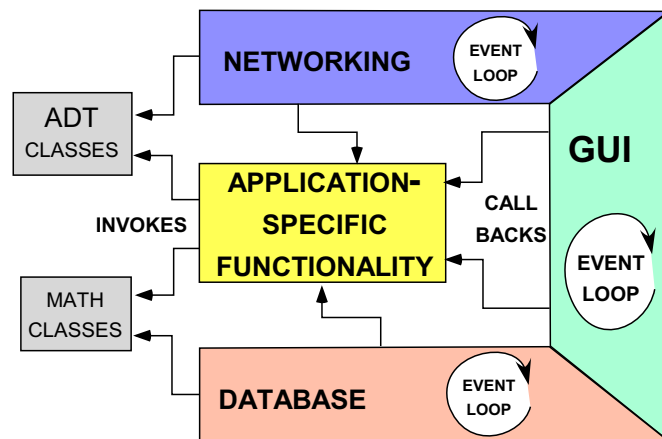 NETWORKING
EVENT
LOOP
ADT
CLASSES
GUI
APPLICATION-
SPECIFIC
FUNCTIONALITY
INVOKES
CALL
BACKS
EVENT
LOOP
MATH
CLASSES
DATABASE
EVENT
LOOP